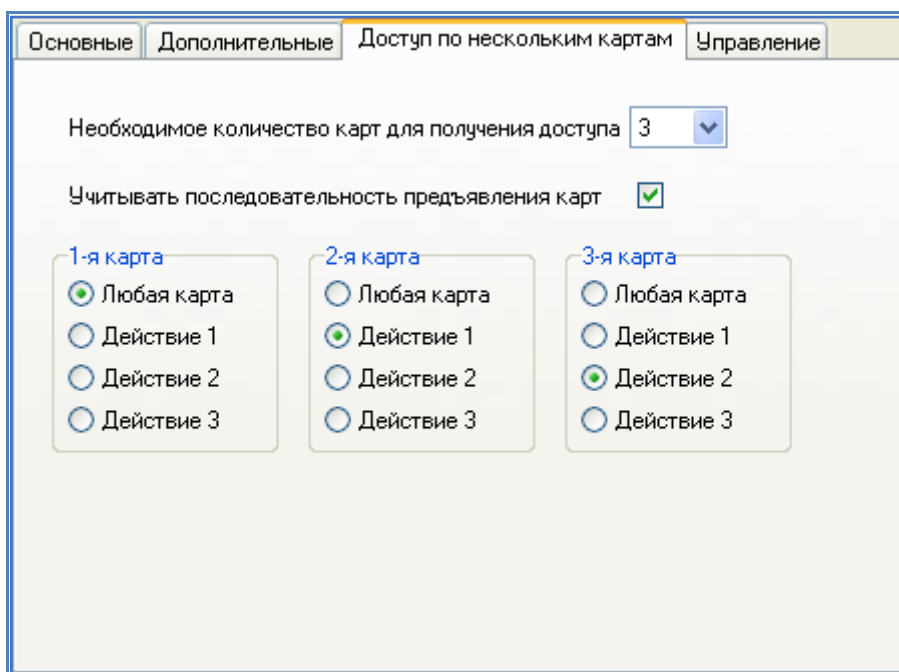 Основные Дополнительные Доступ по нескольким картам Управление
Необходимое количество карт для получения доступа 3
Учитывать последовательность предъявления карт
1-я карта 2-я карта 3-я карта
Любая карта Любая карта Любая карта
Действие 1 Действие 1 Действие 1
Действие 2 Действие 2 Действие 2
Действие 3 Действие 3 Действие 3